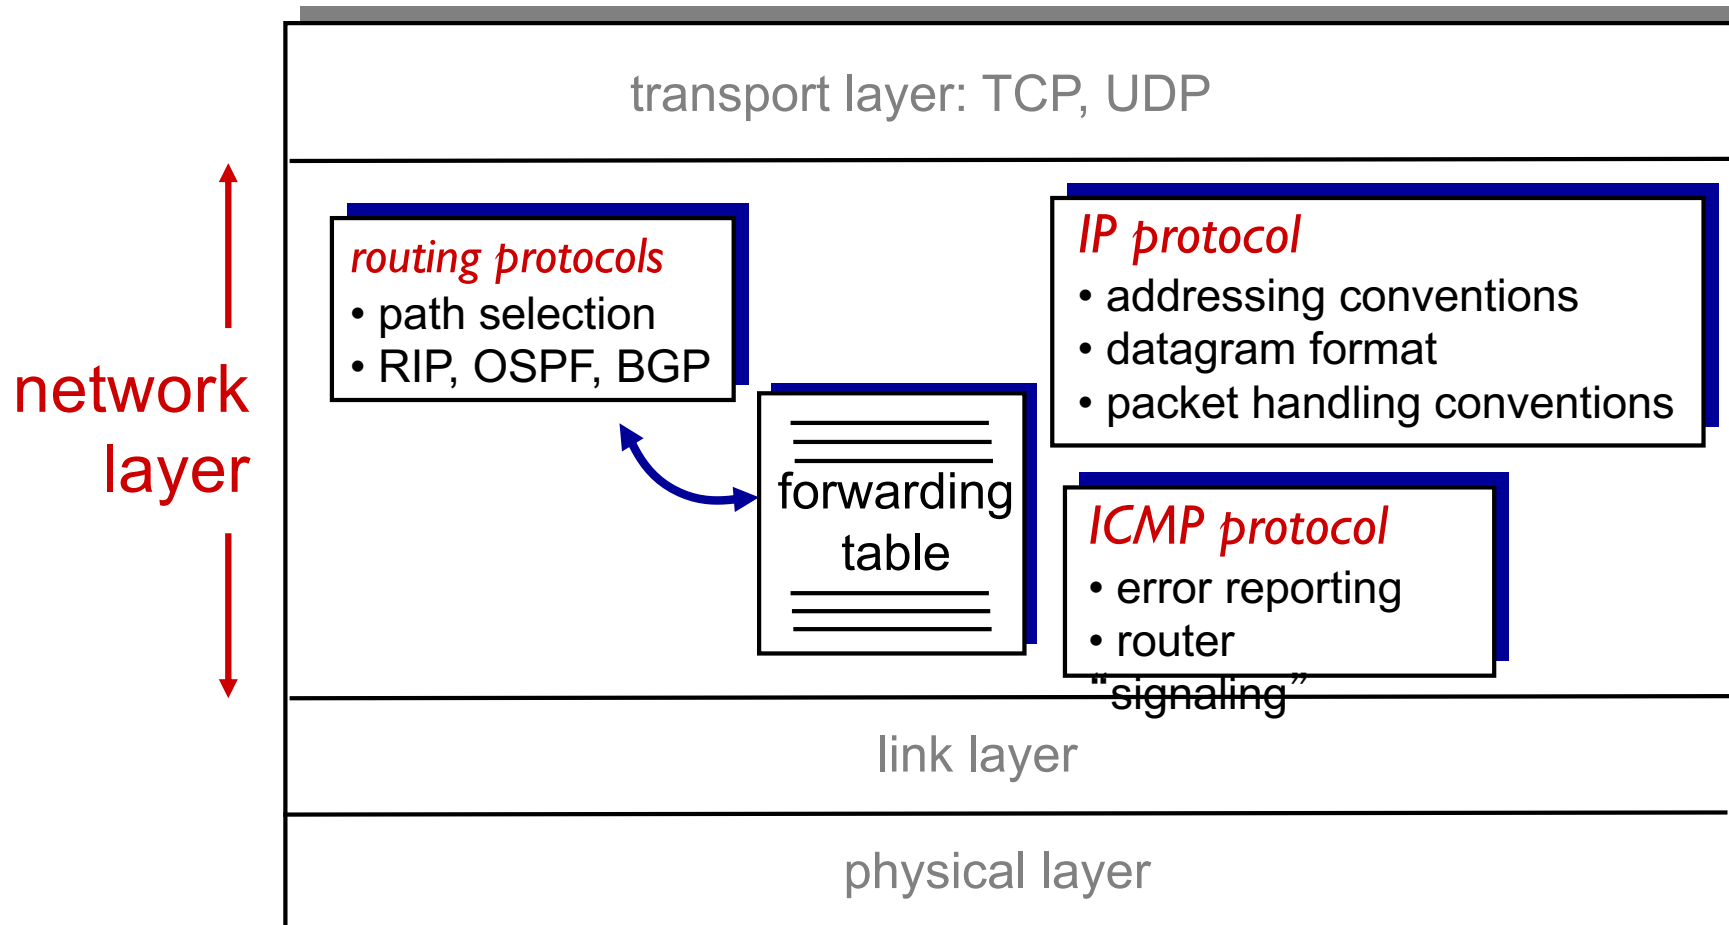 transport layer: TCP, UDP
network
layer
routing protocols
• path selection
• RIP, OSPF, BGP
forwarding
table
IP protocol
• addressing conventions
• datagram format
• packet handling conventions
ICMP protocol
• error reporting
• router
“signaling”
link layer
physical layer